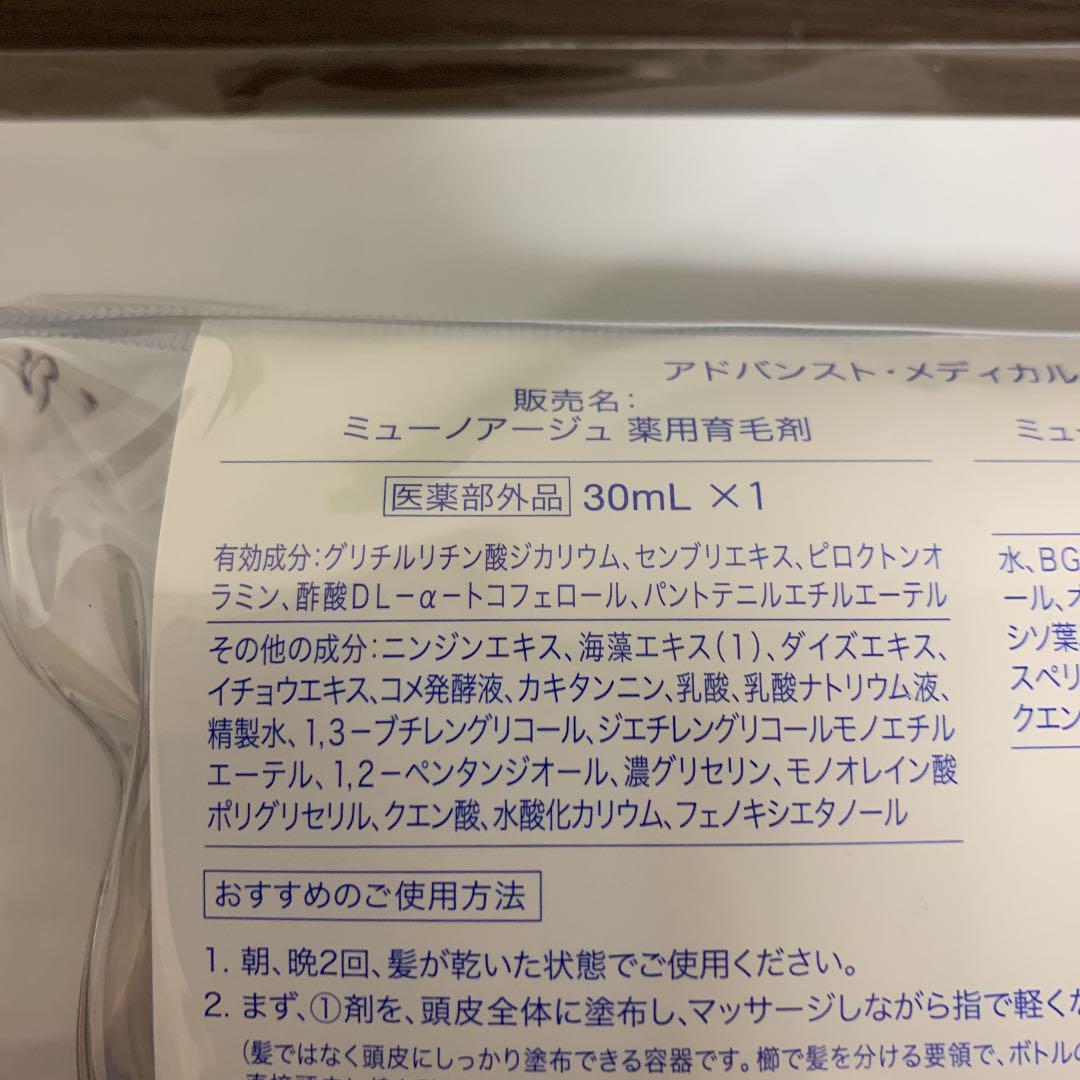 アドバンスト・メディカル
販売名:
ミューノアージュ 薬用育毛剤
ミュー
医薬部外品 30mL ×1
有効成分:グリチルリチン酸ジカリウム、センブリエキス、ピロクトンオ
ラミン、酢酸DL−α−トコフェロール、パントテニルエチルエーテル
その他の成分:ニンジンエキス、海藻エキス(1)、ダイズエキス、
イチョウエキス、コメ発酵液、カキタンニン、乳酸、乳酸ナトリウム液、
精製水、1,3−ブチレングリコール、ジエチレングリコールモノエチル
エーテル、1,2−ペンタンジオール、濃グリセリン、モノオレイン酸
ポリグリセリル、クエン酸、水酸化カリウム、フェノキシエタノール
水、BG
ール、
シソ葉
スペリ
クエン
おすすめのご使用方法
1. 朝、晩2回、髪が乾いた状態でご使用ください。
2. まず、①剤を、頭皮全体に塗布し、マッサージしながら指で軽く
(髪ではなく頭皮にしっかり塗布できる容器です。櫛で髪を分ける要領で、ボトルの